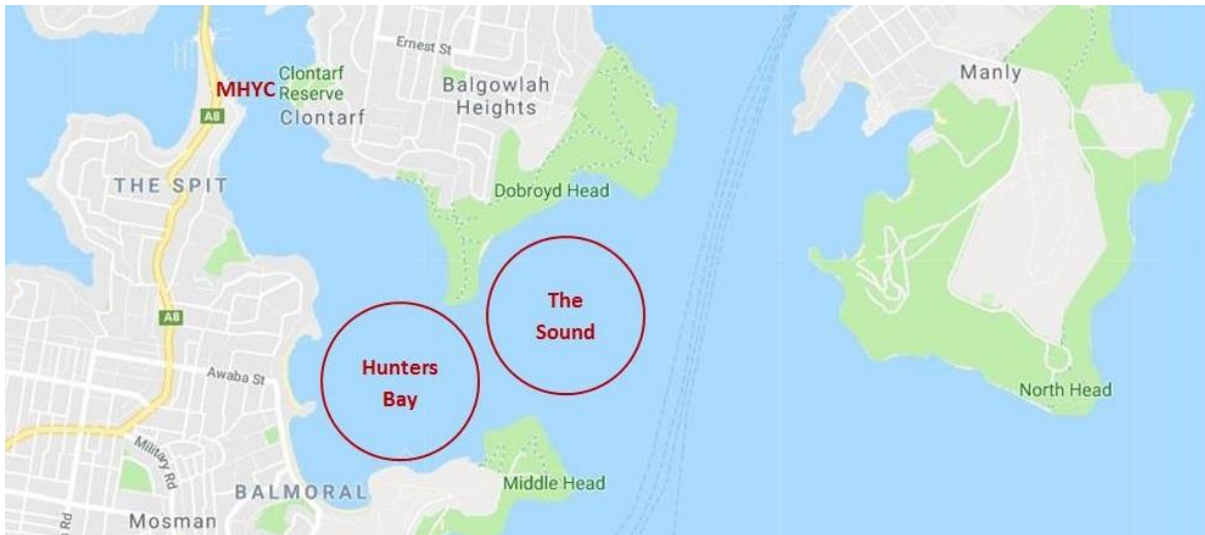 Ernest St
MHYC
Clontarf
Reserve
Clontarf
Balgowlah
Heights
Manly
A8
THE SPIT
Dobroyd Head
The
Sound
A8
Hunters
Bay
Awaba St
North Head
Military Rd
Middle Head
BALMORAL
Mosman